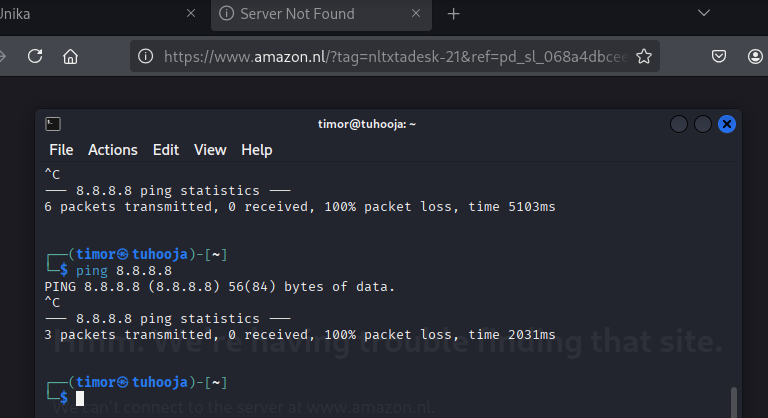 Unika
Server Not Found
https://www.amazon.nl/?tag=nltxtadesk-21&ref=pd_sl_068a4dbcee
timor@tuhooja: ~
File Actions Edit View Help
^C
--- 8.8.8.8 ping statistics ---
6 packets transmitted, 0 received, 100% packet loss, time 5103ms
┌──(timor㉿tuhooja)-[~]
└─$ ping 8.8.8.8
PING 8.8.8.8 (8.8.8.8) 56(84) bytes of data.
^C
--- 8.8.8.8 ping statistics ---
3 packets transmitted, 0 received, 100% packet loss, time 2031ms
Hmm. We're having trouble finding that site.
┌──(timor㉿tuhooja)-[~]
└─$
We can't connect to the server at www.amazon.nl.